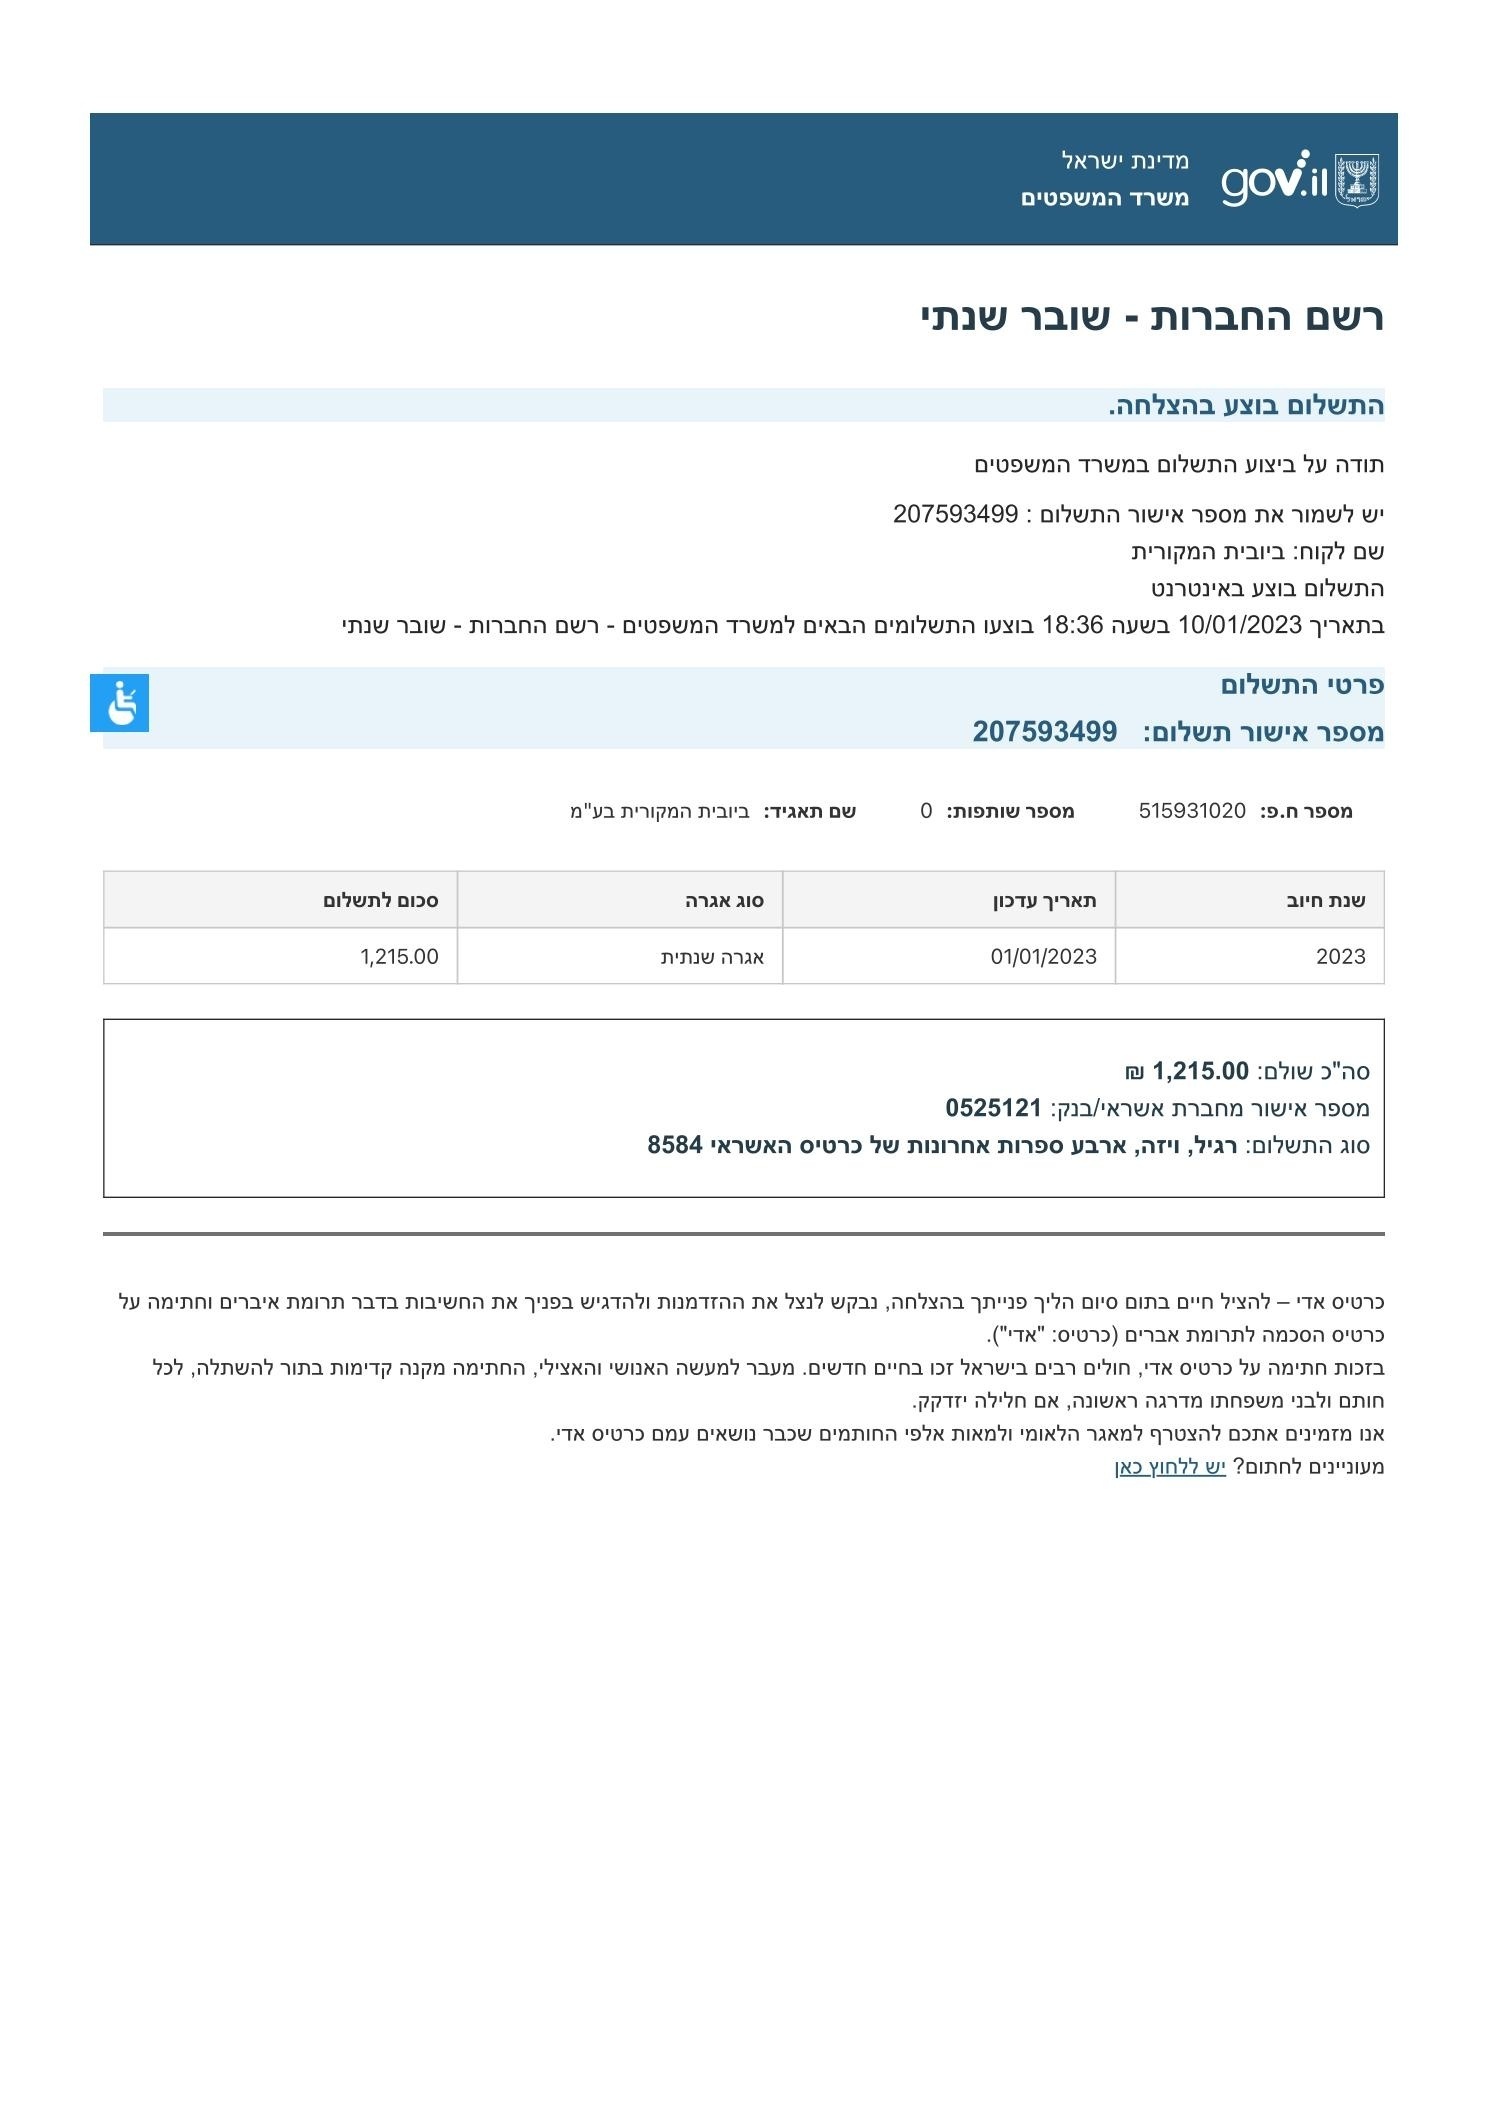 gov.il
מדינת ישראל
משרד המשפטים
רשם החברות - שובר שנתי
התשלום בוצע בהצלחה.
תודה על ביצוע התשלום במשרד המשפטים
יש לשמור את מספר אישור התשלום : 207593499
שם לקוח: ביובית המקורית
התשלום בוצע באינטרנט
בתאריך 10/01/2023 בשעה 18:36 בוצעו התשלומים הבאים למשרד המשפטים - רשם החברות - שובר שנתי
פרטי התשלום
מספר אישור תשלום: 207593499
מספר ח.פ: 515931020 מספר שותפות: 0 שם תאגיד: ביובית המקורית בע"מ
שנת חיוב תאריך עדכון סוג אגרה סכום לתשלום
2023 01/01/2023 אגרה שנתית 1,215.00
סה"כ שולם: 1,215.00 ₪
מספר אישור מחברת אשראי/בנק: 0525121
סוג התשלום: רגיל, ויזה, ארבע ספרות אחרונות של כרטיס האשראי 8584
כרטיס אדי – להציל חיים בתום סיום הליך פנייתך בהצלחה, נבקש לנצל את ההזדמנות ולהדגיש בפניך את החשיבות בדבר תרומת איברים וחתימה על
כרטיס הסכמה לתרומת אברים (כרטיס: "אדי").
בזכות חתימה על כרטיס אדי, חולים רבים בישראל זכו בחיים חדשים. מעבר למעשה האנושי והאצילי, החתימה מקנה קדימות בתור להשתלה, לכל
חותם ולבני משפחתו מדרגה ראשונה, אם חלילה יזדקק.
אנו מזמינים אתכם להצטרף למאגר הלאומי ולמאות אלפי החותמים שכבר נושאים עמם כרטיס אדי.
מעוניינים לחתום? יש ללחוץ כאן